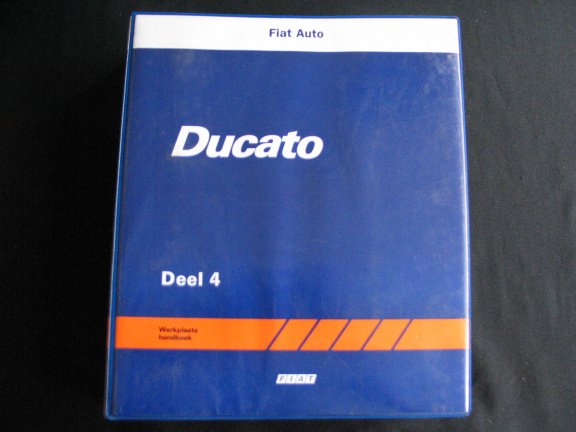 Fiat Auto
Ducato
Deel 4
Werkplaats
handboek
FIAT